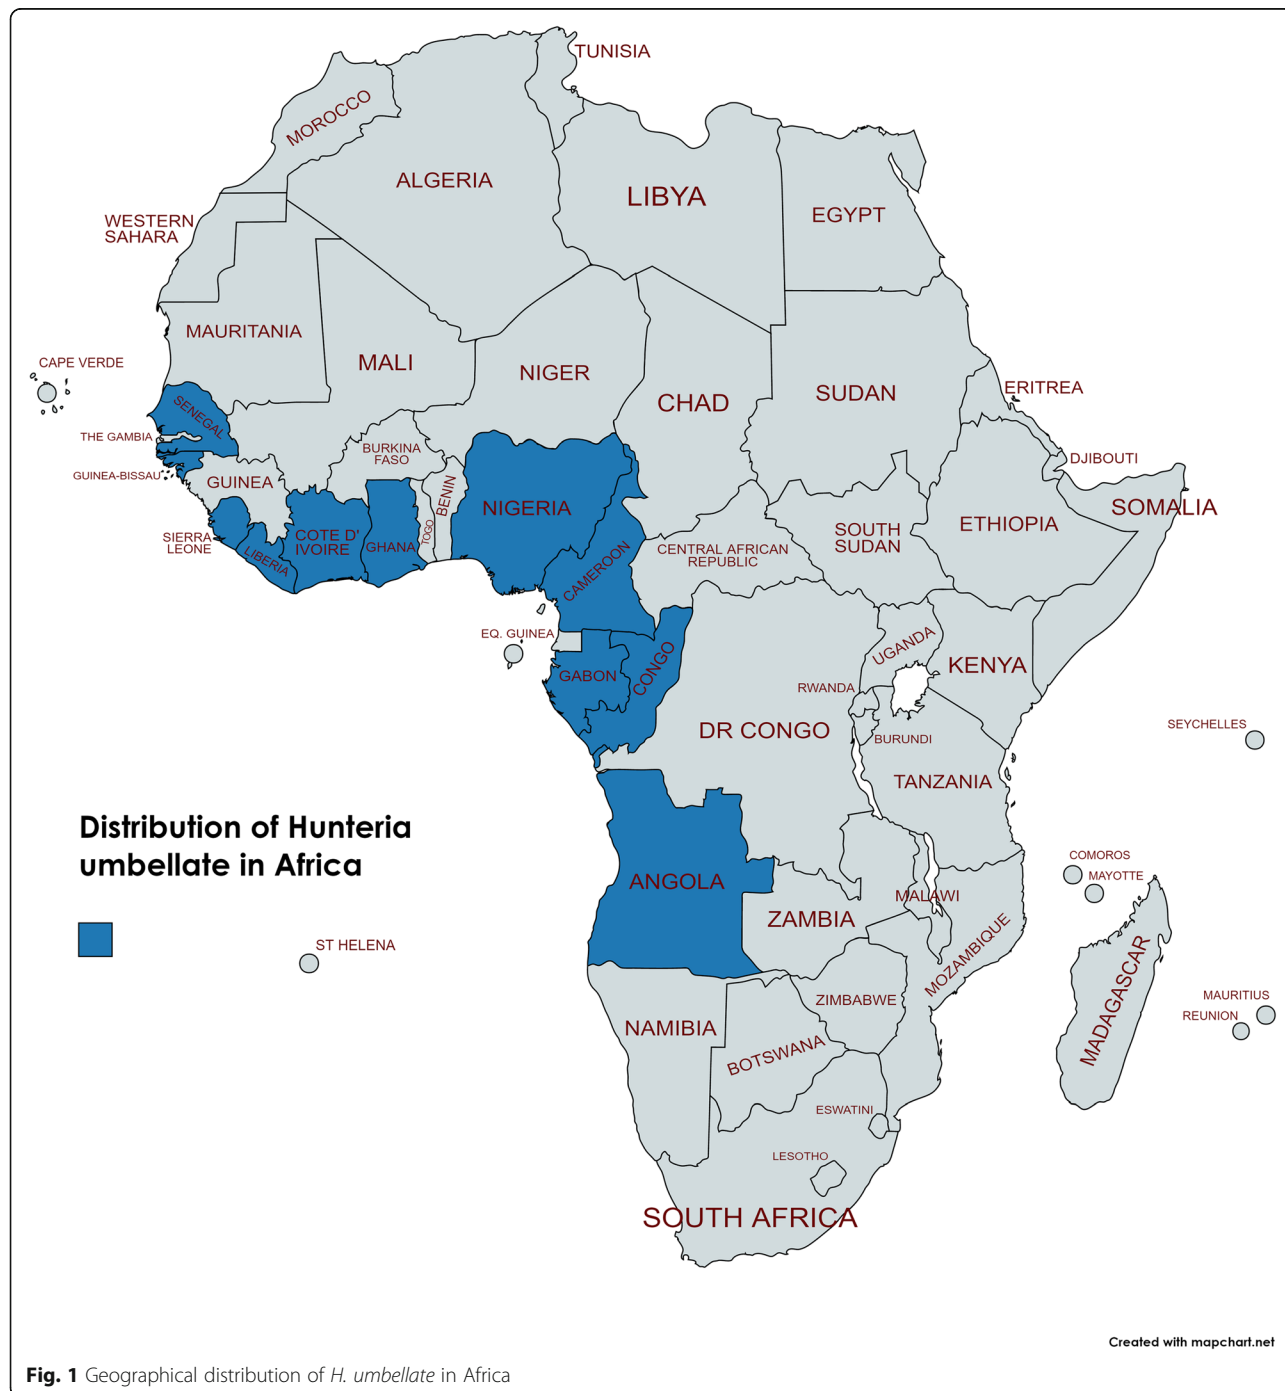 TUNISIA
MOROCCO
ALGERIA
LIBYA
EGYPT
WESTERN
SAHARA
MAURITANIA
MALI
NIGER
CHAD
SUDAN
ERITREA
CAPE VERDE
SENEGAL
THE GAMBIA
GUINEA-BISSAU
GUINEA
BURKINA
FASO
BENIN
TOGO
NIGERIA
DJIBOUTI
SOMALIA
ETHIOPIA
SOUTH
SUDAN
CENTRAL AFRICAN
REPUBLIC
SIERRA
LEONE
LIBERIA
COTE D'
IVOIRE
GHANA
CAMEROON
EQ. GUINEA
GABON
CONGO
UGANDA
KENYA
RWANDA
DR CONGO
BURUNDI
TANZANIA
SEYCHELLES
Distribution of Hunteria
umbellate in Africa
ANGOLA
ZAMBIA
MALAWI
COMOROS
MAYOTTE
ST HELENA
MOZAMBIQUE
MADAGASCAR
ZIMBABWE
NAMIBIA
BOTSWANA
MAURITIUS
REUNION
ESWATINI
LESOTHO
SOUTH AFRICA
Created with mapchart.net
Fig. 1 Geographical distribution of H. umbellate in Africa